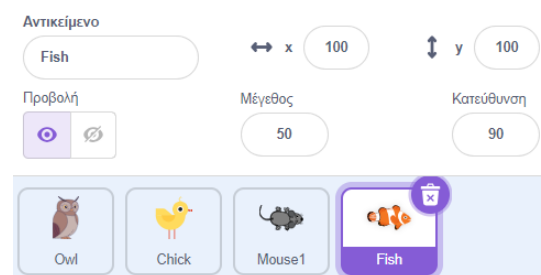 Αντικείμενο
Fish
x 100
y 100
Προβολή
Μέγεθος
Κατεύθυνση
50
90
Owl
Chick
Mouse1
Fish